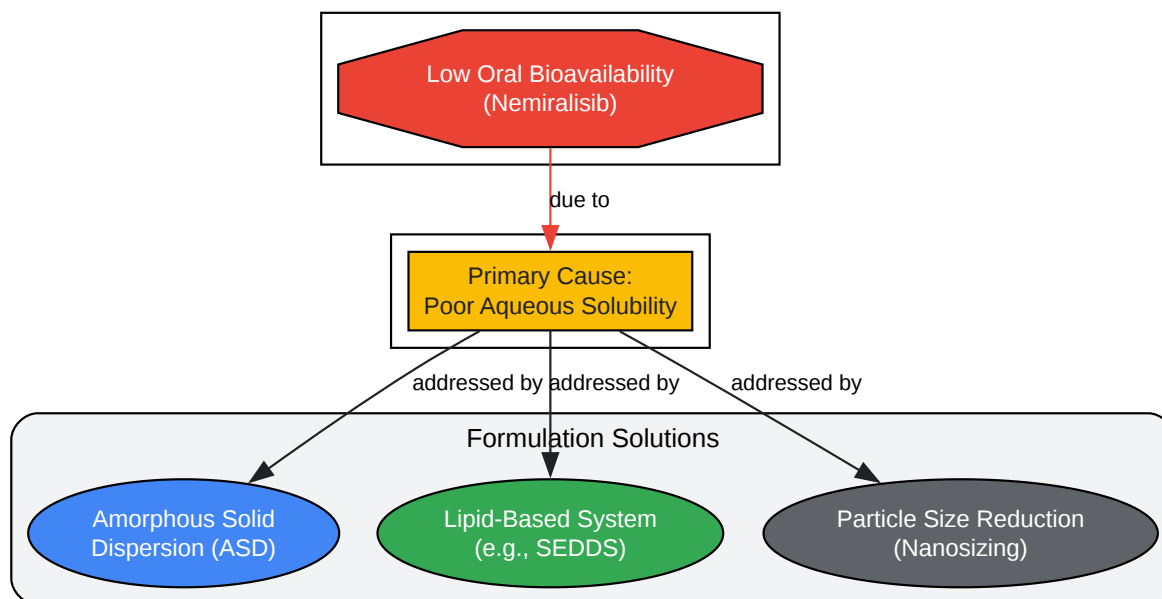 Low Oral Bioavailability
(Nemiralisib)
due to
Primary Cause:
Poor Aqueous Solubility
addressed by
addressed by
addressed by
Formulation Solutions
Amorphous Solid
Dispersion (ASD)
Lipid-Based System
(e.g., SEDDS)
Particle Size Reduction
(Nanosizing)